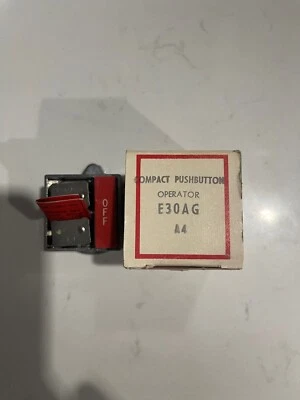 COMPACT PUSHBUTTON
OPERATOR
E30AG
A4
OFF